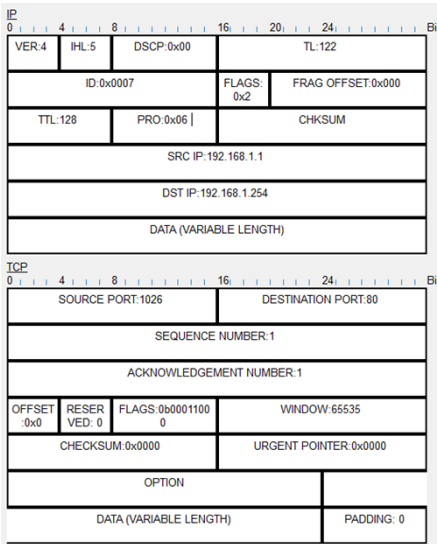 IP
0 4 8 16 24 Bi
VER:4 IHL:5 DSCP:0x00 TL:122
ID:0x0007 FLAGS: FRAG OFFSET:0x000
0x2
TTL:128 PRO:0x06 CHKSUM
SRC IP:192.168.1.1
DST IP:192.168.1.254
DATA (VARIABLE LENGTH)
TCP
0 4 8 16 24 Bi
SOURCE PORT:1026 DESTINATION PORT:80
SEQUENCE NUMBER:1
ACKNOWLEDGEMENT NUMBER:1
OFFSET RESER FLAGS:0b0001100 WINDOW:65535
:0x0 VED: 0 0
CHECKSUM:0x0000 URGENT POINTER:0x0000
OPTION
DATA (VARIABLE LENGTH) PADDING: 0